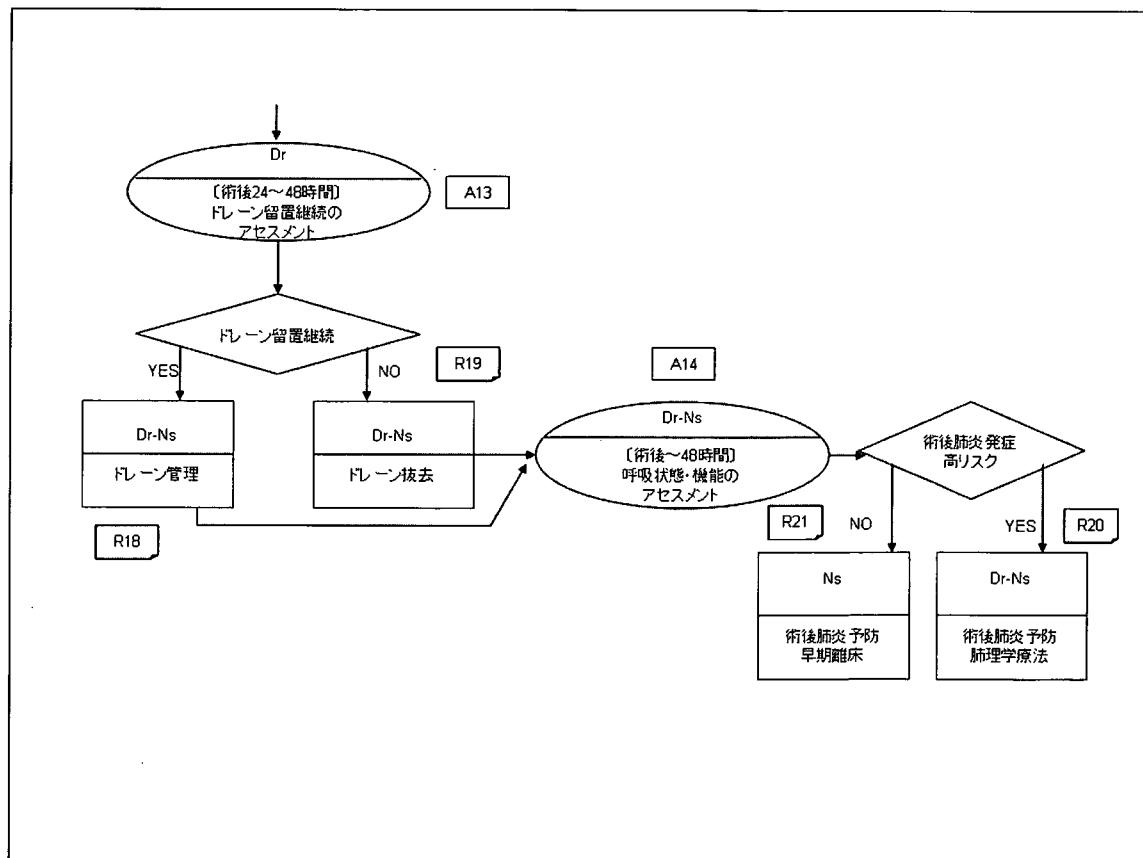 Dr
〔術後24～48時間〕
ドレーン留置継続の
アセスメント
A13
ドレーン留置継続
YES
NO
R19
Dr-Ns
ドレーン管理
R18
Dr-Ns
ドレーン抜去
A14
Dr-Ns
〔術後～48時間〕
呼吸状態・機能の
アセスメント
術後肺炎発症
高リスク
R21
NO
YES
R20
Ns
術後肺炎予防
早期離床
Dr-Ns
術後肺炎予防
肺理学療法